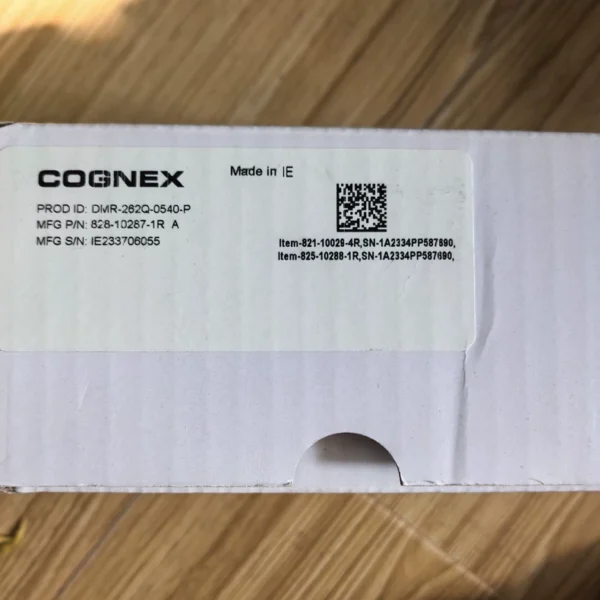 COGNEX
Made in IE
PROD ID: DMR-262Q-0540-P
MFG P/N: 828-10287-1R A
MFG S/N: IE233706055
Item-821-10029-4R,SN-1A2334PP587690,
Item-825-10288-1R,SN-1A2334PP587690,